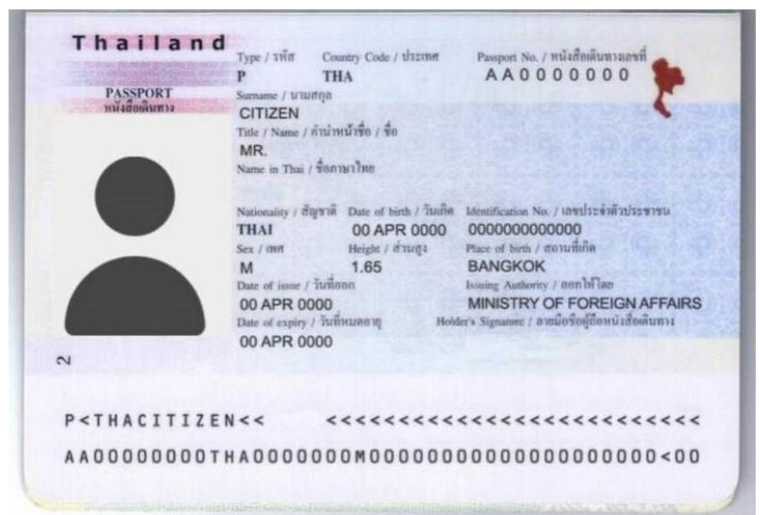 Thailand
PASSPORT
หนังสือเดินทาง
Type / รหัส Country Code / ประเทศ Passport No. / หนังสือเดินทางเลขที่
P THA AA0000000
Surname / นามสกุล
CITIZEN
Title / Name / คำนำหน้าชื่อ / ชื่อ
MR.
Name in Thai / ชื่อภาษาไทย
Nationality / สัญชาติ Date of birth / วันเกิด Identification No. / เลขประจำตัวประชาชน
THAI 00 APR 0000 0000000000000
Sex / เพศ Height / ส่วนสูง Place of birth / สถานที่เกิด
M 1.65 BANGKOK
Date of issue / วันที่ออก Issuing Authority / ออกให้โดย
00 APR 0000 MINISTRY OF FOREIGN AFFAIRS
Date of expiry / วันที่หมดอายุ Holder's Signature / ลายมือชื่อผู้ถือหนังสือเดินทาง
00 APR 0000
2
P<THACITIZEN<< <<<<<<<<<<<<<<<<<<<<<<<<<<
AA00000000THA0000000M00000000000000000000000<00